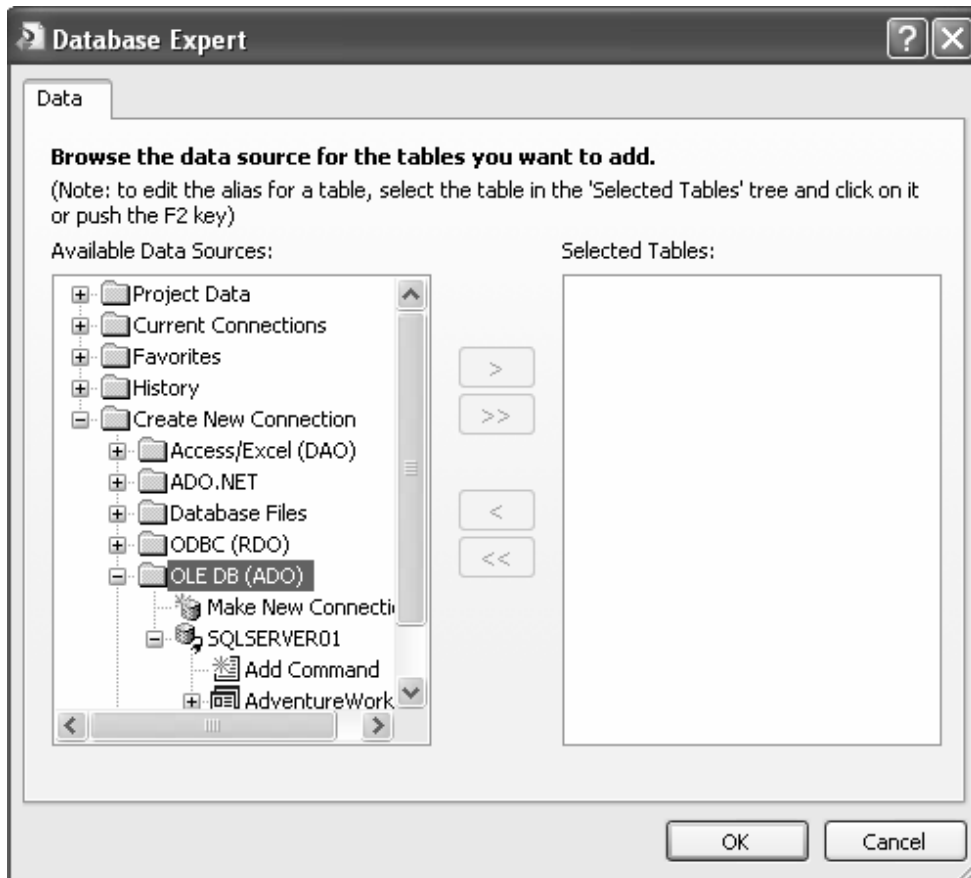 Database Expert
Data
Browse the data source for the tables you want to add.
(Note: to edit the alias for a table, select the table in the 'Selected Tables' tree and click on it
or push the F2 key)
Available Data Sources:
Selected Tables:
Project Data
Current Connections
Favorites
History
Create New Connection
Access/Excel (DAO)
ADO.NET
Database Files
ODBC (RDO)
OLE DB (ADO)
Make New Connecti
SQLSERVER01
Add Command
AdventureWork
>
>>
<
<<
OK
Cancel